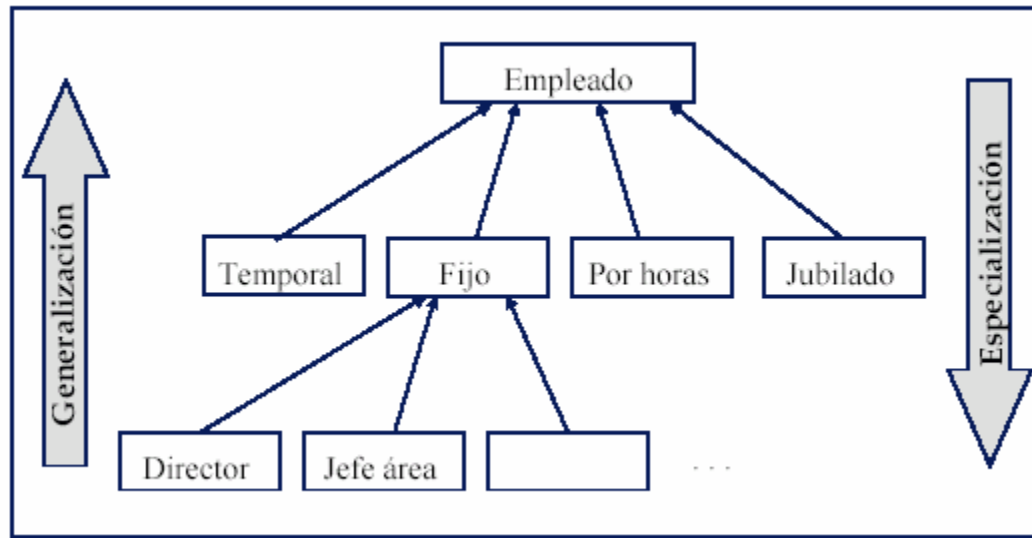 Empleado
Generalización
Especialización
Temporal
Fijo
Por horas
Jubilado
Director
Jefe área
...